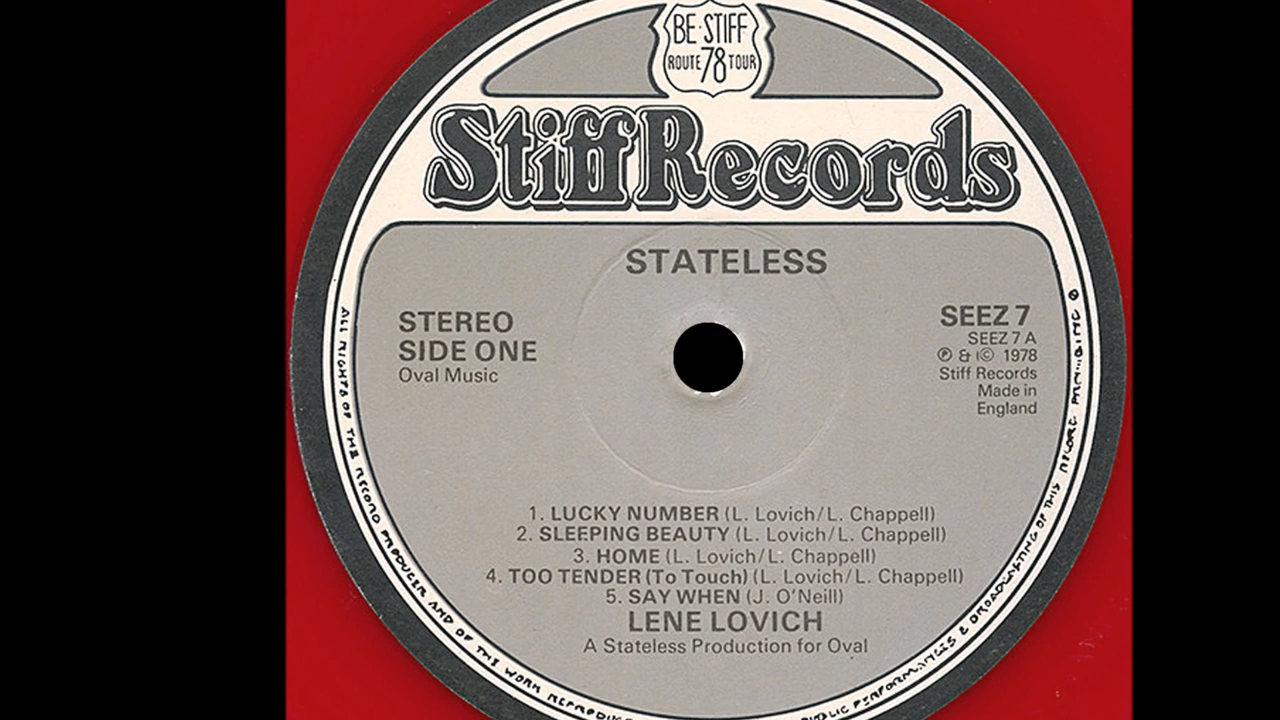 BE·STIFF
ROUTE 78 TOUR
Stiff Records
STATELESS
STEREO
SIDE ONE
Oval Music
SEEZ 7
SEEZ 7 A
℗ & © 1978
Stiff Records
Made in
England
1. LUCKY NUMBER (L. Lovich/L. Chappell)
2. SLEEPING BEAUTY (L. Lovich/L. Chappell)
3. HOME (L. Lovich/L. Chappell)
4. TOO TENDER (To Touch) (L. Lovich/L. Chappell)
5. SAY WHEN (J. O'Neill)
LENE LOVICH
A Stateless Production for Oval
ALL RIGHTS OF THE RECORD PRODUCER AND OF THE WORK
PUBLIC PERFORMANCES & BROADCASTING OF THIS RECORD